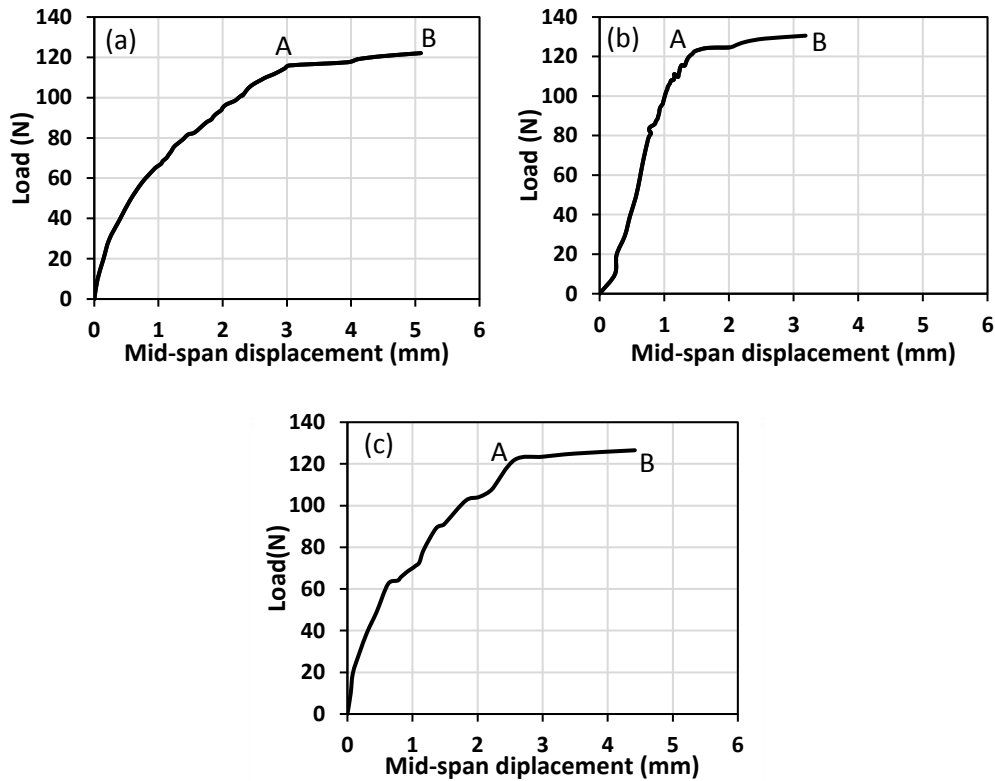 (a)
A
B
Load (N)
140
120
100
80
60
40
20
0
0 1 2 3 4 5 6
Mid-span displacement (mm)
(b)
A
B
Load (N)
140
120
100
80
60
40
20
0
0 1 2 3 4 5 6
Mid-span displacement (mm)
(c)
A
B
Load(N)
140
120
100
80
60
40
20
0
0 1 2 3 4 5 6
Mid-span diplacement (mm)